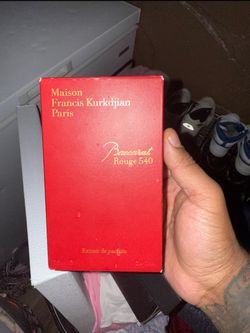 Maison
Francis Kurkdjian
Paris
Baccarat
Rouge 540
Extrait de parfum